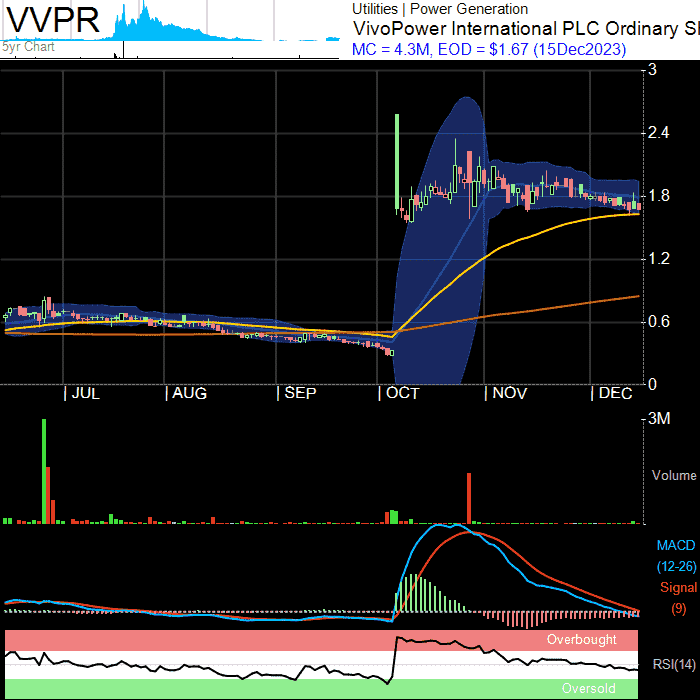 VVPR
5yr Chart
Utilities | Power Generation
VivoPower International PLC Ordinary S
MC = 4.3M, EOD = $1.67 (15Dec2023)
3
2.4
1.8
1.2
0.6
0
| JUL | AUG | SEP | OCT | NOV | DEC
3M
Volume
MACD
(12-26)
Signal
(9)
Overbought
RSI(14)
Oversold